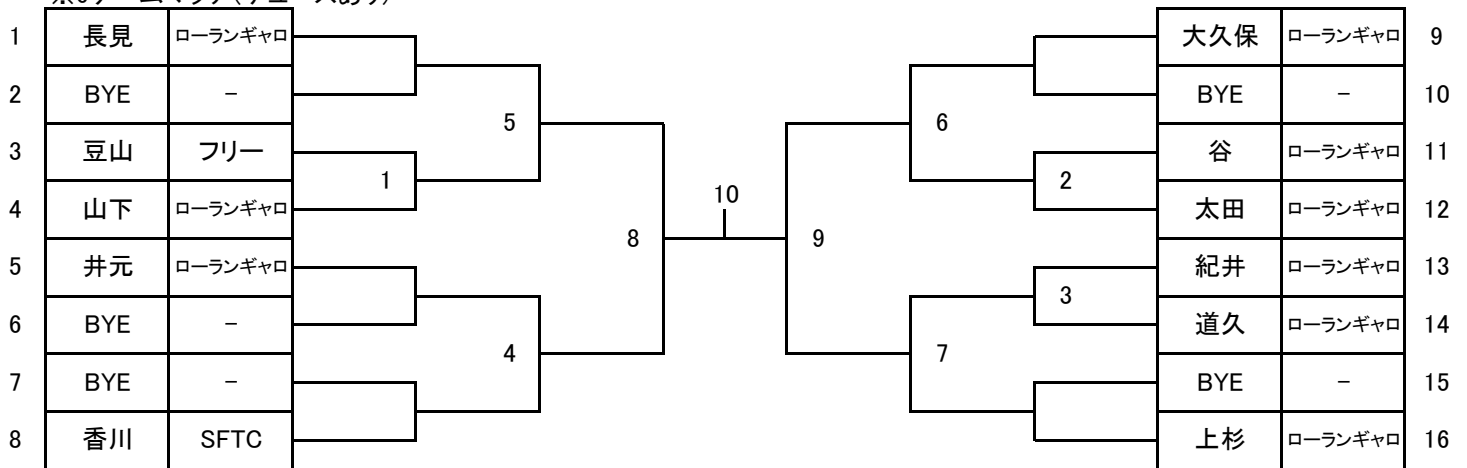 1 長見 ローランギャロ
2 BYE -
3 豆山 フリー
4 山下 ローランギャロ
5 井元 ローランギャロ
6 BYE -
7 BYE -
8 香川 SFTC
5
1
4
8
10
9
6
2
3
7
大久保 ローランギャロ 9
BYE - 10
谷 ローランギャロ 11
太田 ローランギャロ 12
紀井 ローランギャロ 13
道久 ローランギャロ 14
BYE - 15
上杉 ローランギャロ 16